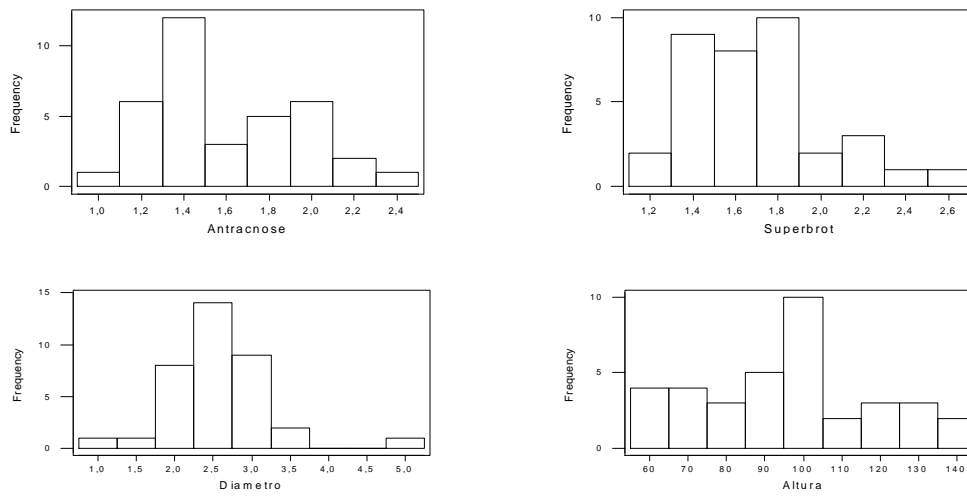 10
5
0
Frequency
1,0 1,2 1,4 1,6 1,8 2,0 2,2 2,4
Antracnose
10
5
0
Frequency
1,2 1,4 1,6 1,8 2,0 2,2 2,4 2,6
Superbrot
15
10
5
0
Frequency
1,0 1,5 2,0 2,5 3,0 3,5 4,0 4,5 5,0
Diametro
10
5
0
Frequency
60 70 80 90 100 110 120 130 140
Altura